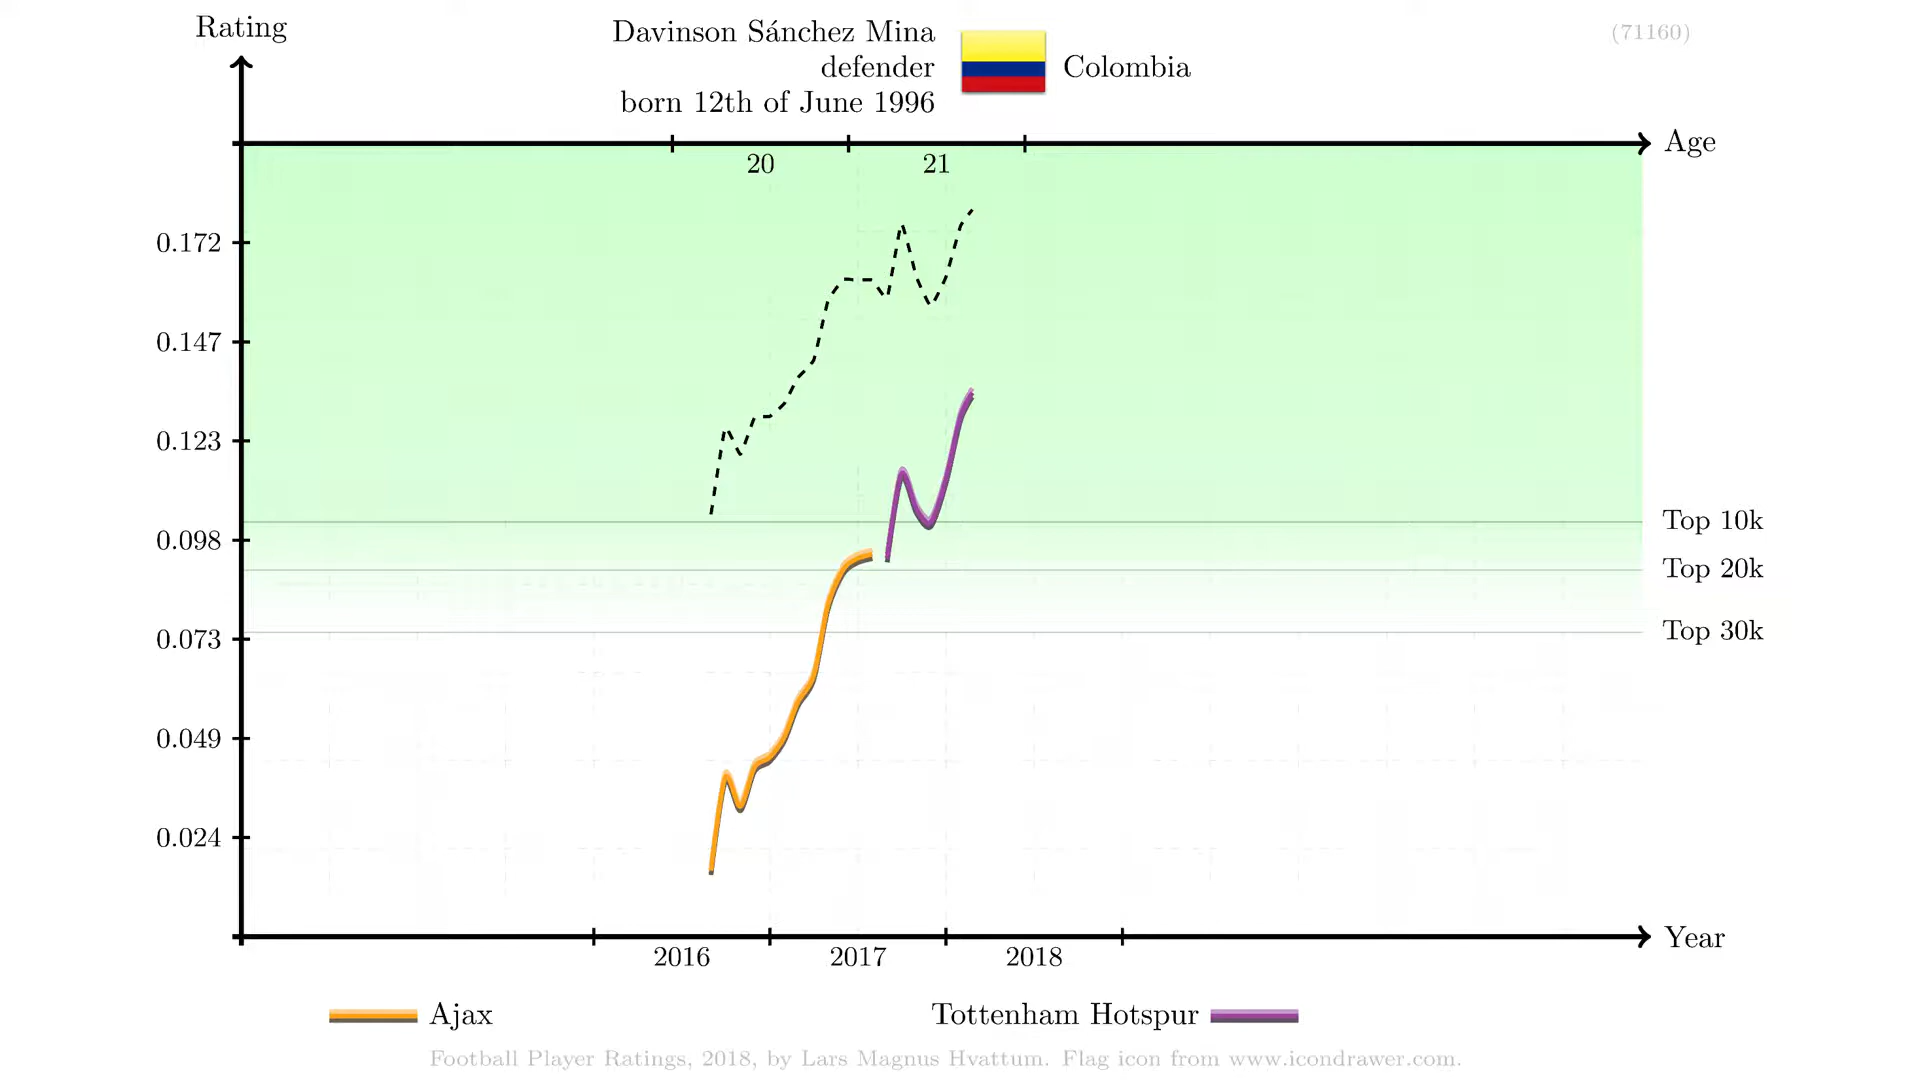 Rating
Davinson Sánchez Mina
defender
born 12th of June 1996
Colombia
(71160)
Age
20
21
0.172
0.147
0.123
0.098
0.073
0.049
0.024
Top 10k
Top 20k
Top 30k
2016
2017
2018
Year
Ajax
Tottenham Hotspur
Football Player Ratings, 2018, by Lars Magnus Hvattum. Flag icon from www.icondrawer.com.